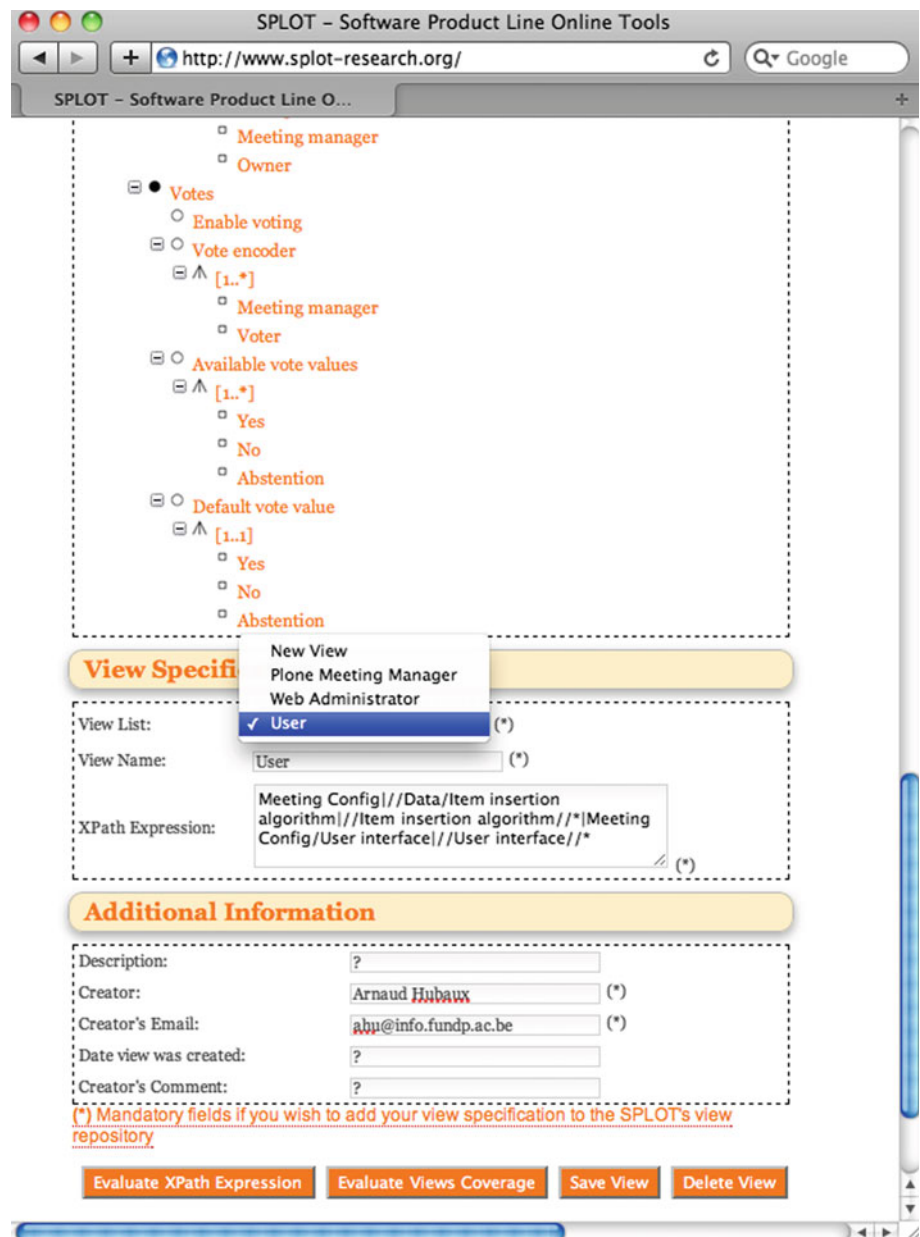 SPLOT – Software Product Line Online Tools
http://www.splot-research.org/
Google
SPLOT – Software Product Line O...
Meeting manager
Owner
Votes
Enable voting
Vote encoder
[1..*]
Meeting manager
Voter
Available vote values
[1..*]
Yes
No
Abstention
Default vote value
[1..1]
Yes
No
Abstention
New View
Plone Meeting Manager
Web Administrator
✓ User
View Specifi
View List:
(*)
View Name:
User
(*)
XPath Expression:
Meeting Config|//Data/Item insertion
algorithm|//Item insertion algorithm//*|Meeting
Config/User interface|//User interface//*
(*)
Additional Information
Description:
?
Creator:
Arnaud Hubaux
(*)
Creator's Email:
ahu@info.fundp.ac.be
(*)
Date view was created:
?
Creator's Comment:
?
(*) Mandatory fields if you wish to add your view specification to the SPLOT's view
repository
Evaluate XPath Expression
Evaluate Views Coverage
Save View
Delete View